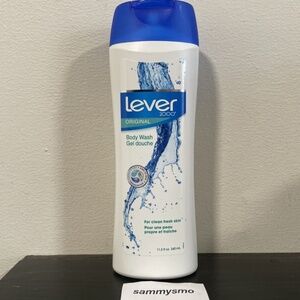 Lever
2000
ORIGINAL
Body Wash
Gel douche
For clean fresh skin
Pour une peau
propre et fraîche
sammysmo